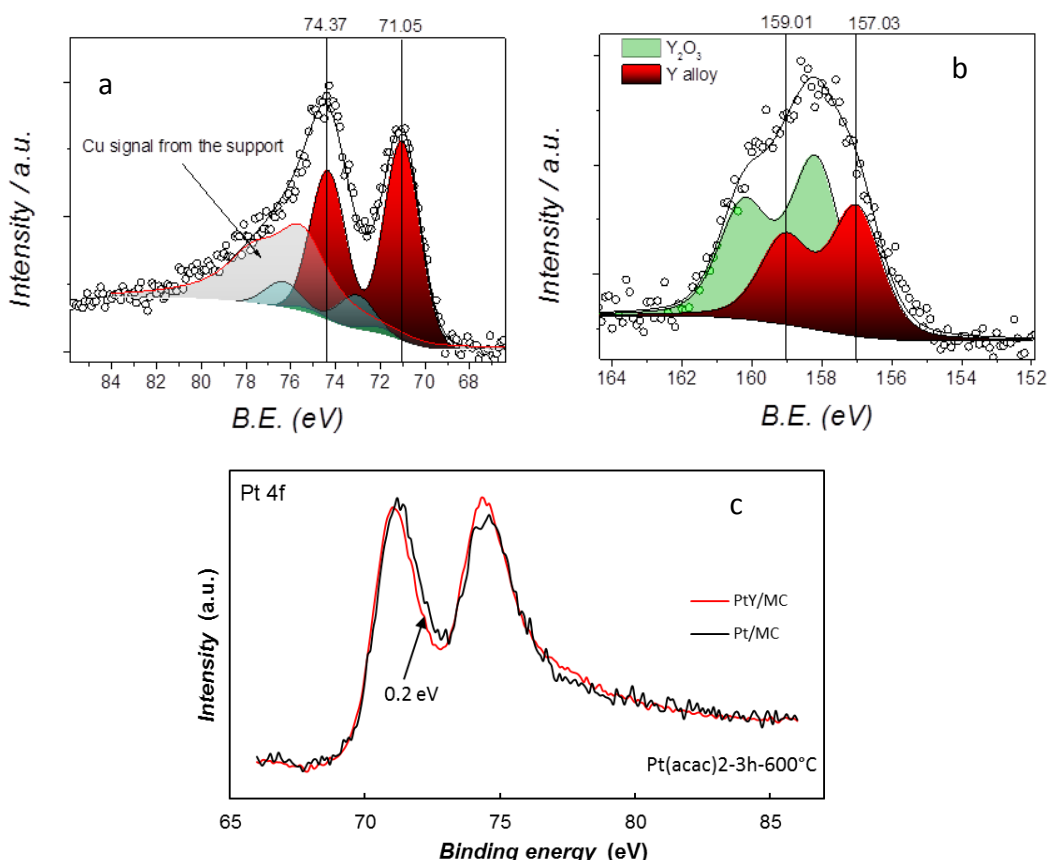 74.37 71.05
a
Cu signal from the support
Intensity / a.u.
84 82 80 78 76 74 72 70 68
B.E. (eV)
159.01 157.03
Y2O3
Y alloy
b
Intensity / a.u.
164 162 160 158 156 154 152
B.E. (eV)
Pt 4f
c
PtY/MC
Pt/MC
0.2 eV
Pt(acac)2-3h-600°C
Intensity (a.u.)
65 70 75 80 85
Binding energy (eV)